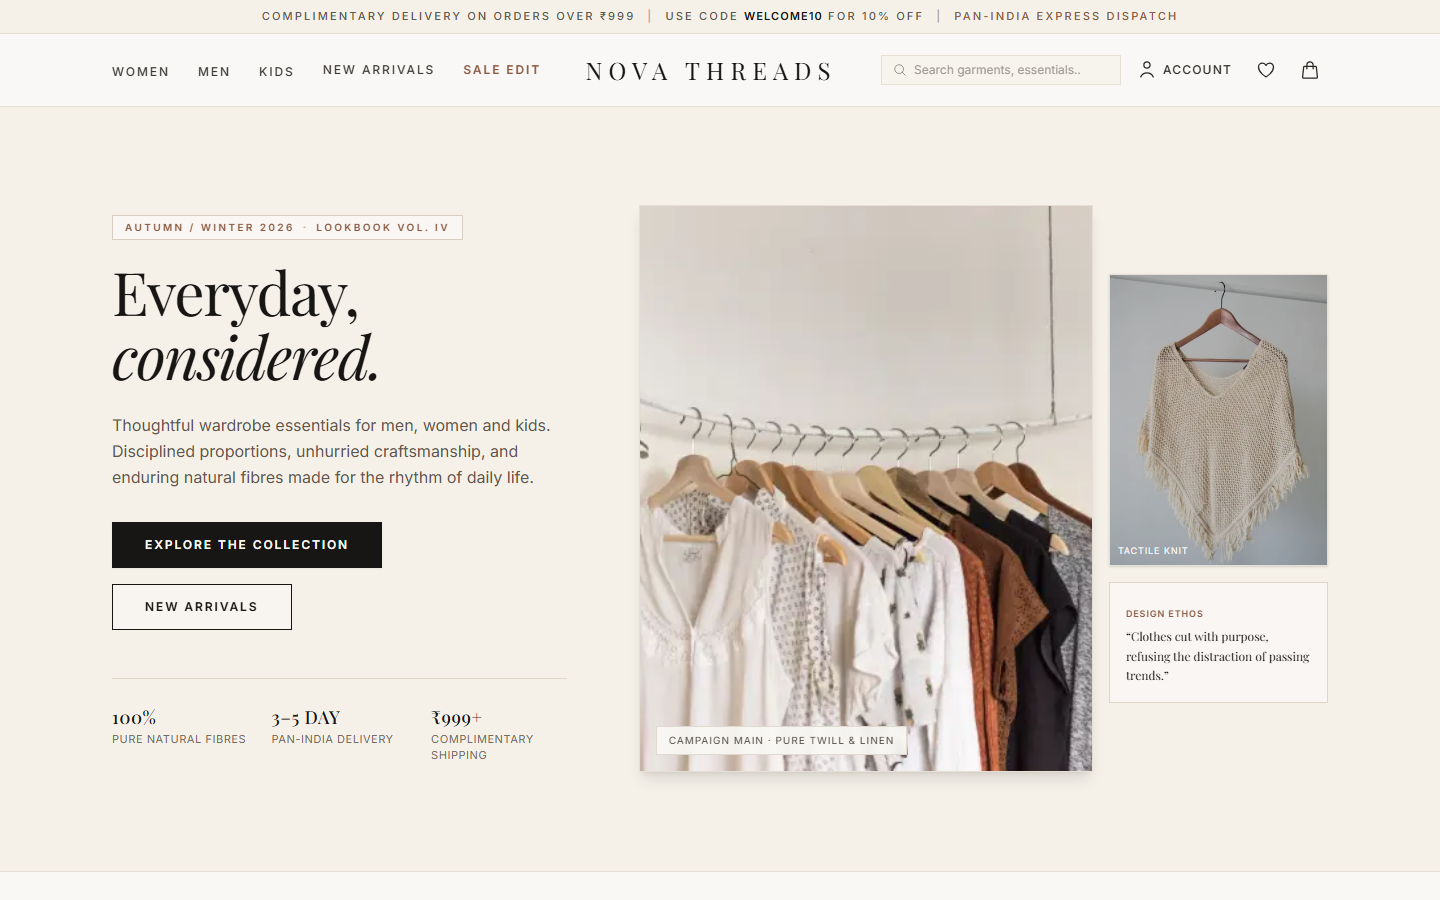 COMPLIMENTARY DELIVERY ON ORDERS OVER ₹999 | USE CODE WELCOME10 FOR 10% OFF | PAN-INDIA EXPRESS DISPATCH
WOMEN MEN KIDS NEW ARRIVALS SALE EDIT NOVA THREADS Search garments, essentials.. ACCOUNT
AUTUMN / WINTER 2026 · LOOKBOOK VOL. IV
Everyday,
considered.
Thoughtful wardrobe essentials for men, women and kids.
Disciplined proportions, unhurried craftsmanship, and
enduring natural fibres made for the rhythm of daily life.
EXPLORE THE COLLECTION
NEW ARRIVALS
100%
PURE NATURAL FIBRES
3–5 DAY
PAN-INDIA DELIVERY
₹999+
COMPLIMENTARY
SHIPPING
CAMPAIGN MAIN · PURE TWILL & LINEN
TACTILE KNIT
DESIGN ETHOS
“Clothes cut with purpose,
refusing the distraction of passing
trends.”